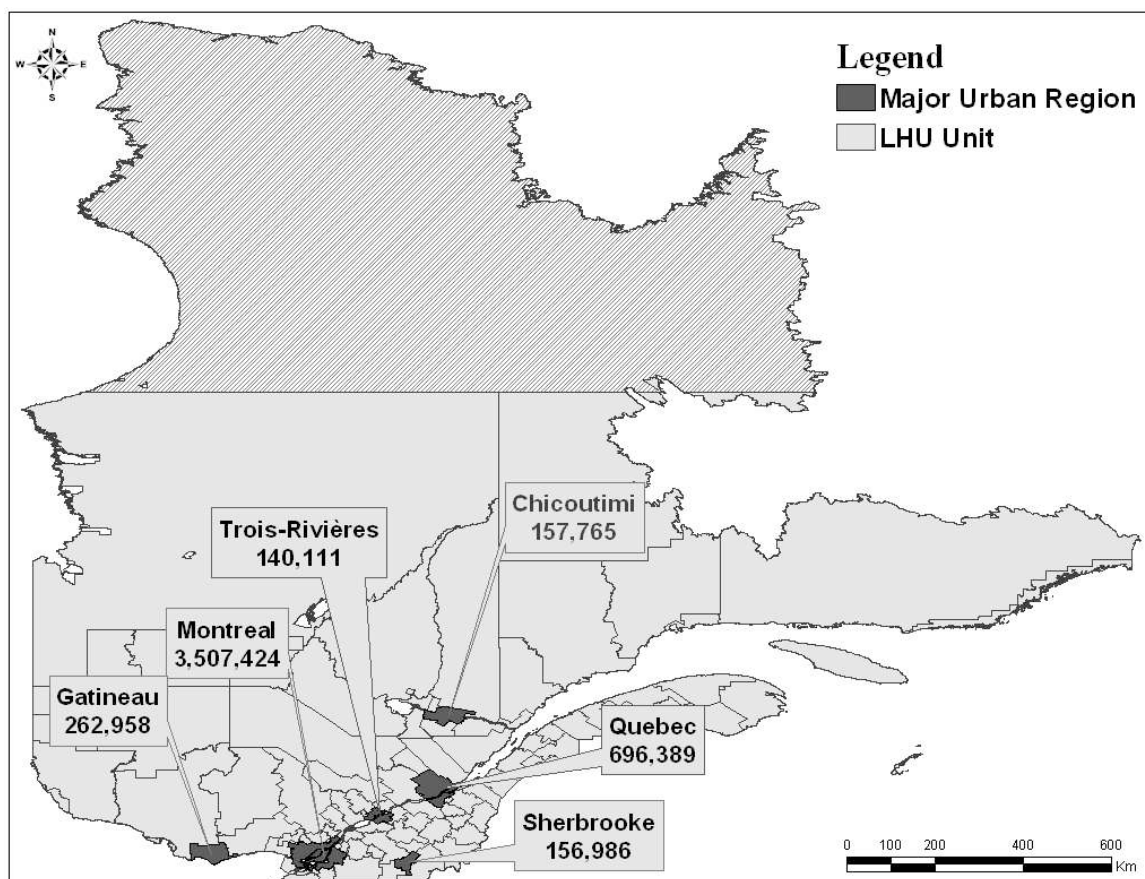 N
W E
S
Legend
Major Urban Region
LHU Unit
Chicoutimi
157,765
Trois-Rivières
140,111
Montreal
3,507,424
Gatineau
262,958
Quebec
696,389
Sherbrooke
156,986
0 100 200 400 600
Km